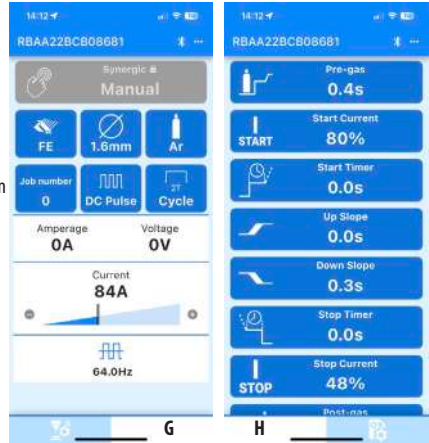 14:12
RBAA22BCB08681
Synergic
Manual
FE
1.6mm
Ar
Job number
0
DC Pulse
2T
Cycle
Amperage
0A
Voltage
0V
Current
84A
64.0Hz
G
14:12
RBAA22BCB08681
Pre-gas
0.4s
START
Start Current
80%
Start Timer
0.0s
Up Slope
0.0s
Down Slope
0.3s
Stop Timer
0.0s
STOP
Stop Current
48%
Post-gas
H